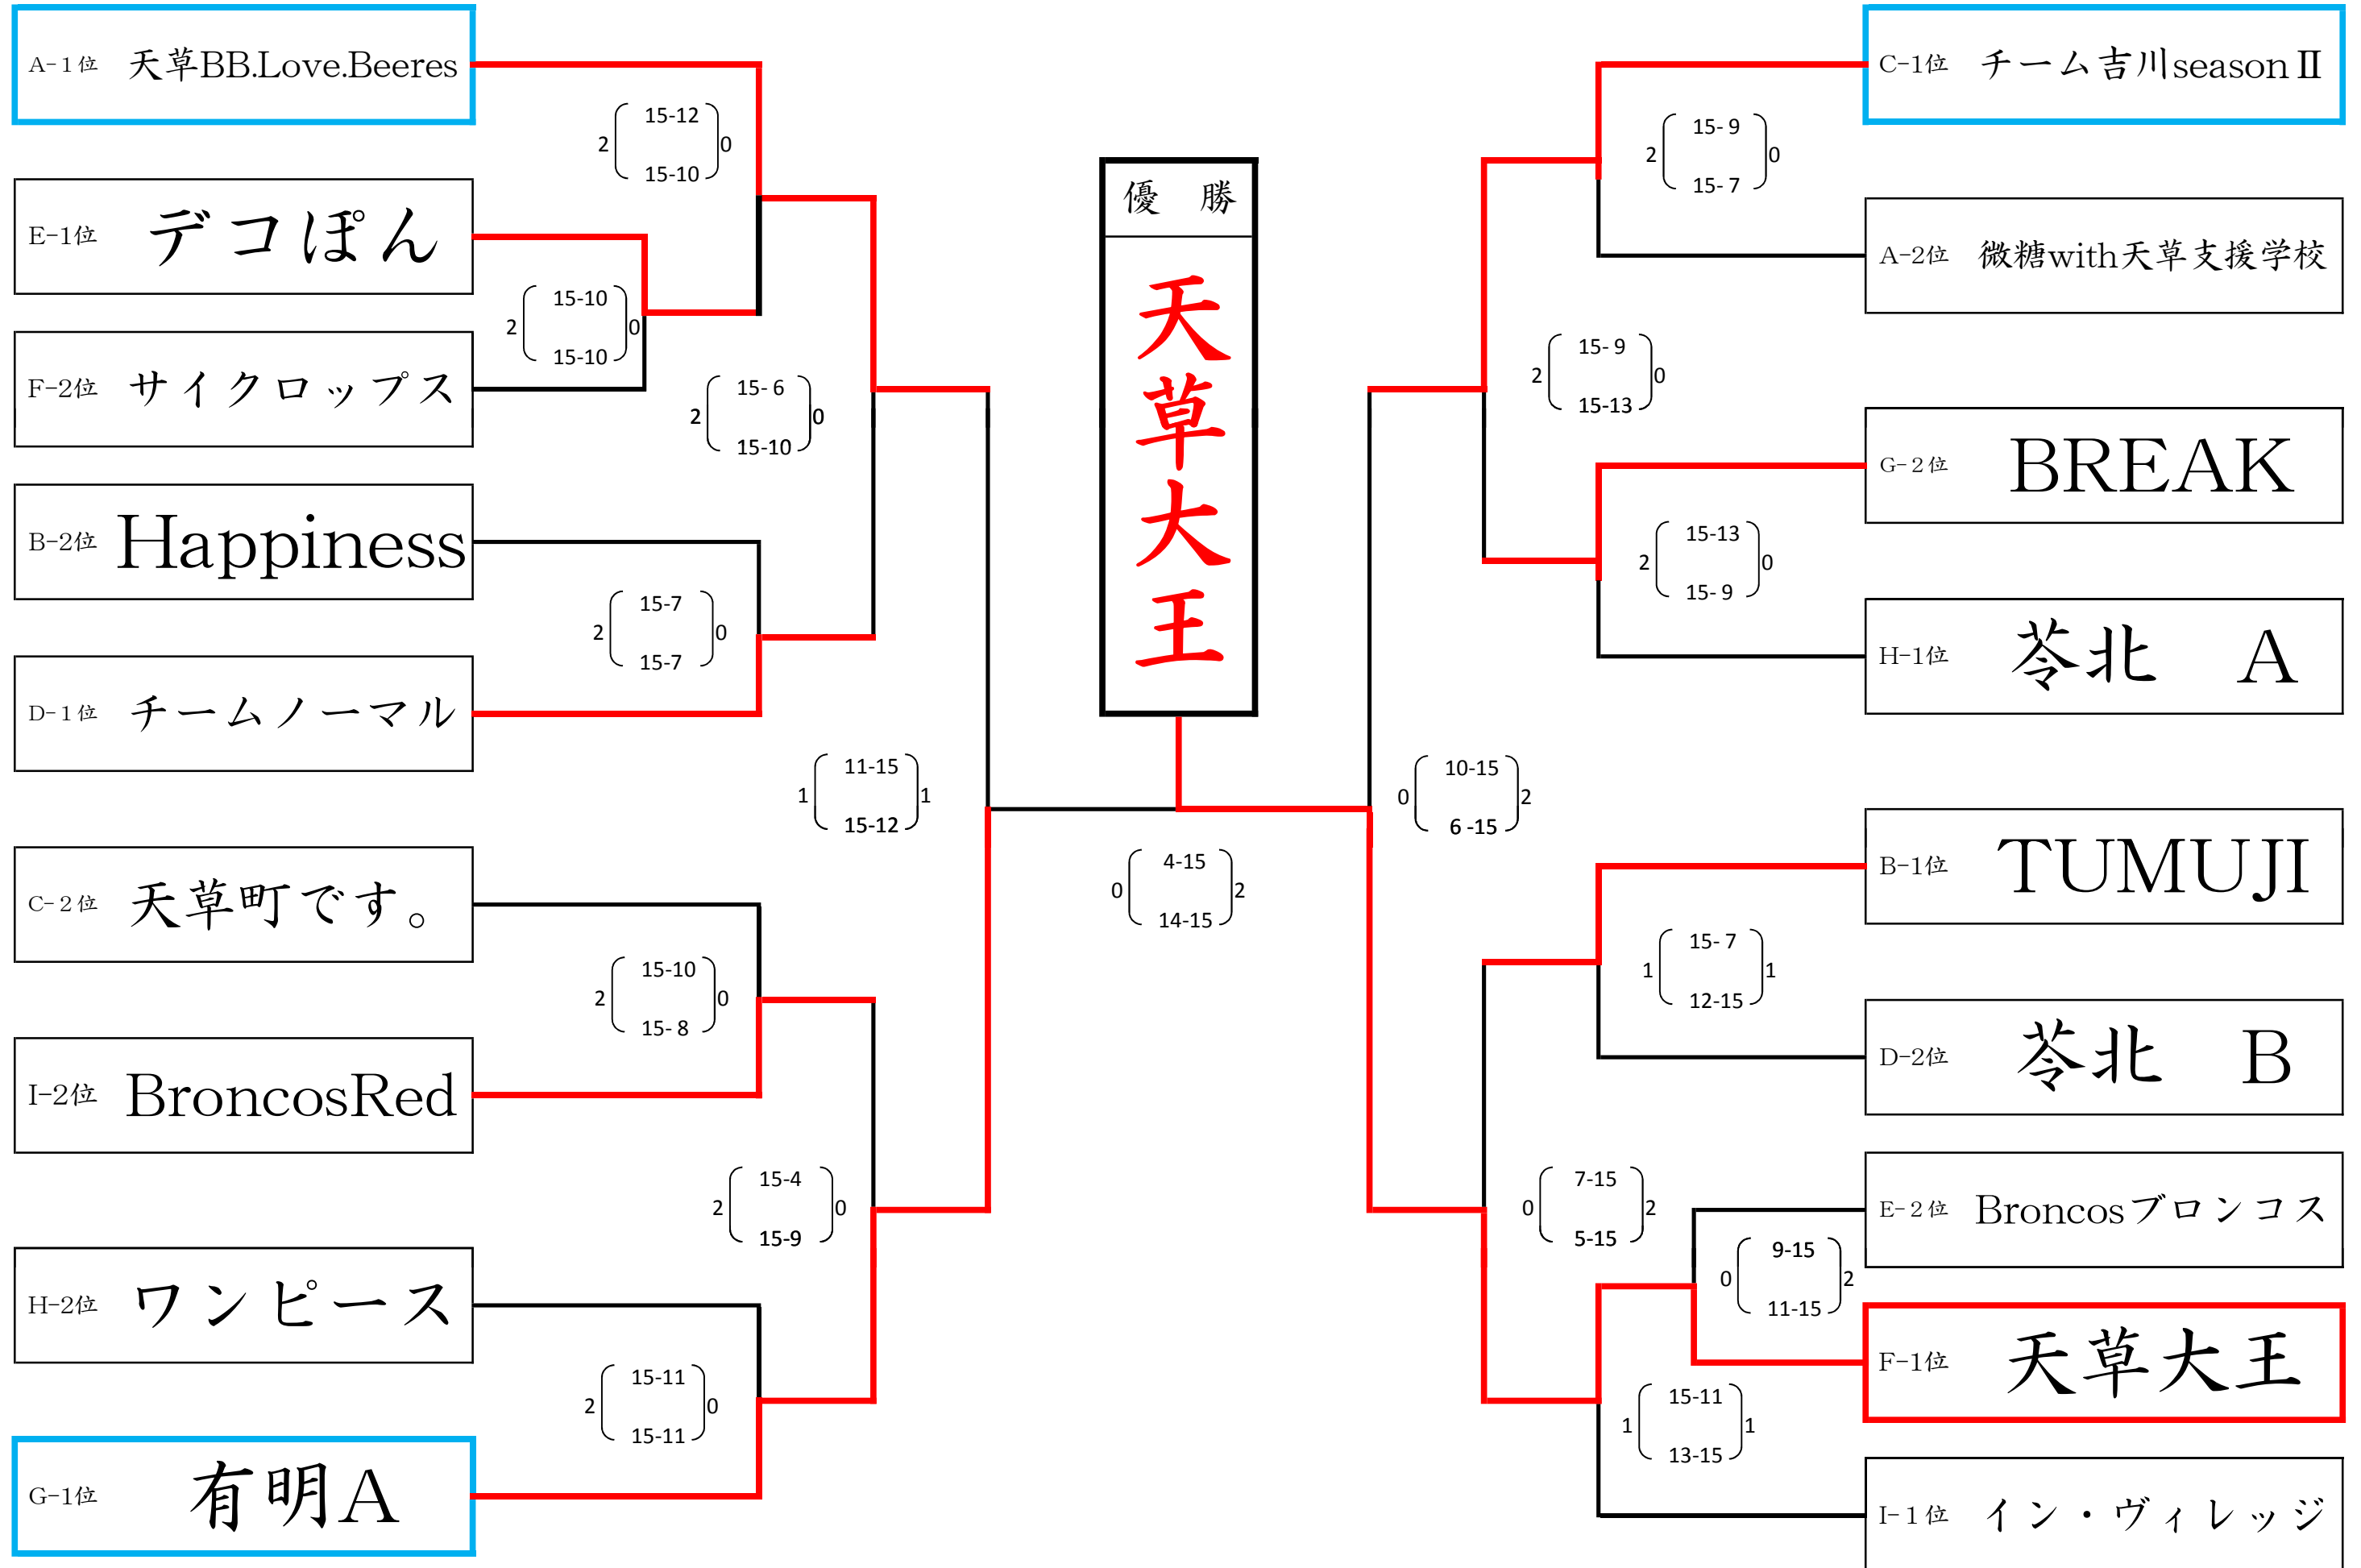 A-1位 天草BB.Love.Beeres
E-1位 デコぽん
F-2位 サイクロップス
B-2位 Happiness
D-1位 チームノーマル
C-2位 天草町です。
I-2位 BroncosRed
H-2位 ワンピース
G-1位 有明A
15-12
2 0
15-10
15-10
2 0
15-10
15- 6
2 0
15-10
15-7
2 0
15-7
11-15
1 1
15-12
15-10
2 0
15- 8
15-4
2 0
15-9
15-11
2 0
15-11
優 勝
天草大王
4-15
0 2
14-15
15- 9
2 0
15- 7
15- 9
2 0
15-13
15-13
2 0
15- 9
10-15
0 2
6 -15
15- 7
1 1
12-15
7-15
0 2
5-15
9-15
0 2
11-15
15-11
1 1
13-15
C-1位 チーム吉川seasonⅡ
A-2位 微糖with天草支援学校
G-2位 BREAK
H-1位 苓北 A
B-1位 TUMUJI
D-2位 苓北 B
E-2位 Broncosブロンコス
F-1位 天草大王
I-1位 イン・ヴィレッジ